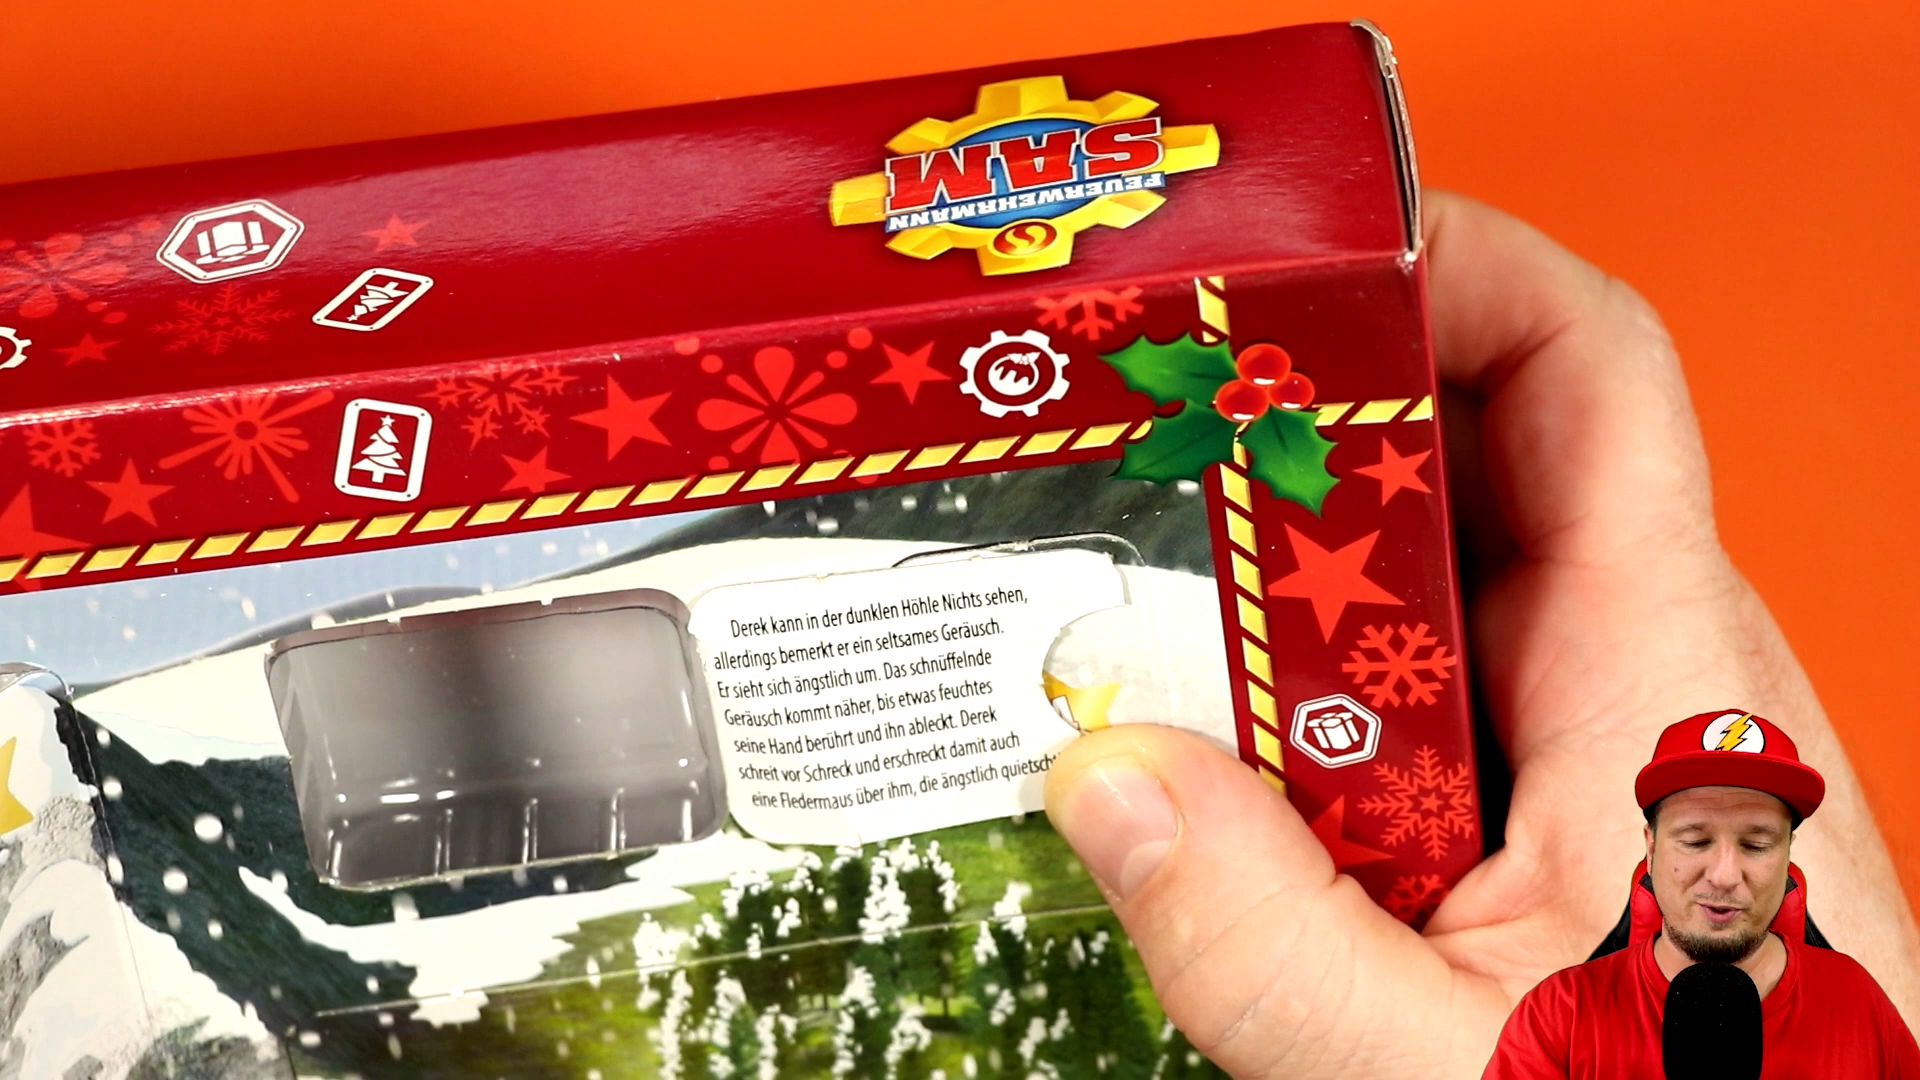 FEUERWEHRMANN
SAM
Derek kann in der dunklen Höhle Nichts sehen,
allerdings bemerkt er ein seltsames Geräusch.
Er sieht sich ängstlich um. Das schnüffelnde
Geräusch kommt näher, bis etwas feuchtes
seine Hand berührt und ihn ableckt. Derek
schreit vor Schreck und erschreckt damit auch
eine Fledermaus über ihm, die ängstlich